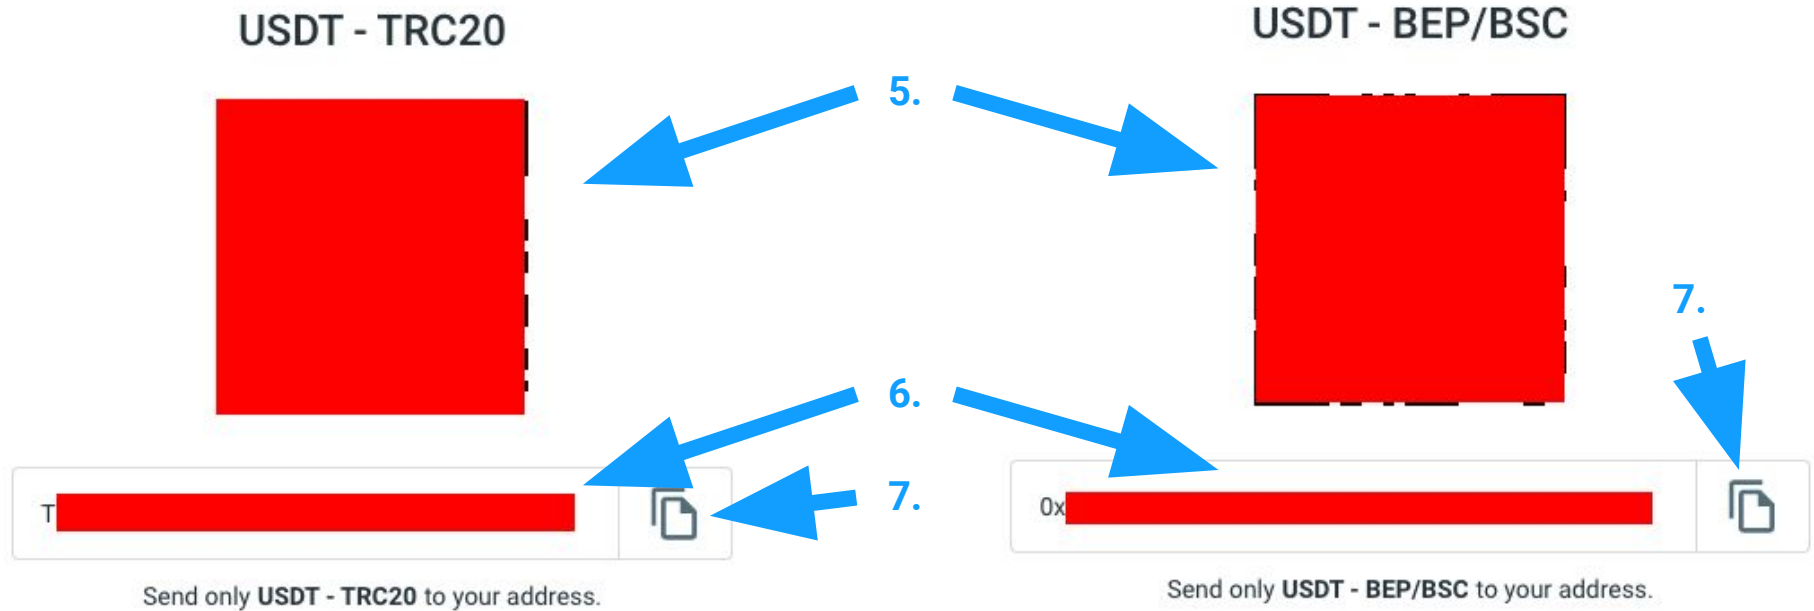 USDT - TRC20
USDT - BEP/BSC
5.
7.
6.
T
7.
0x
Send only USDT - TRC20 to your address.
Send only USDT - BEP/BSC to your address.